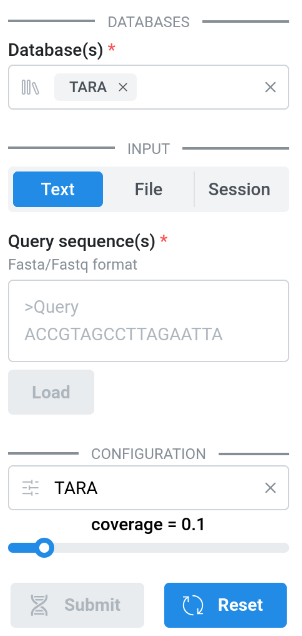 DATABASES
Database(s) *
TARA ×
INPUT
Text File Session
Query sequence(s) *
Fasta/Fastq format
>Query
ACCGTAGCCTTAGAATTA
Load
CONFIGURATION
TARA
coverage = 0.1
Submit Reset